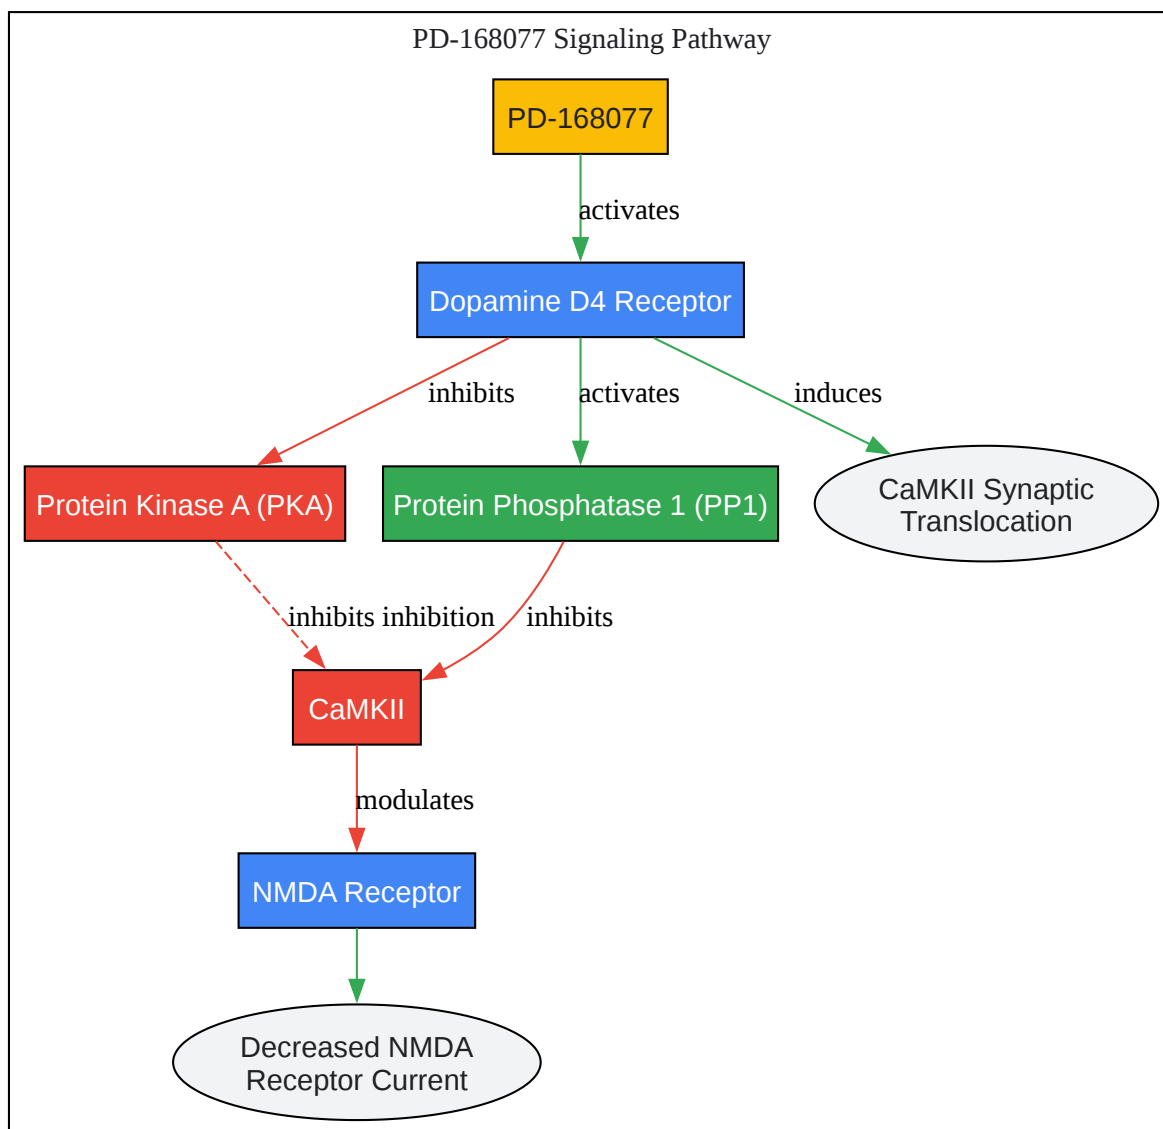 PD-168077 Signaling Pathway
PD-168077
activates
Dopamine D4 Receptor
inhibits
activates
induces
Protein Kinase A (PKA)
Protein Phosphatase 1 (PP1)
CaMKII Synaptic
Translocation
inhibits inhibition
inhibits
CaMKII
modulates
NMDA Receptor
Decreased NMDA
Receptor Current